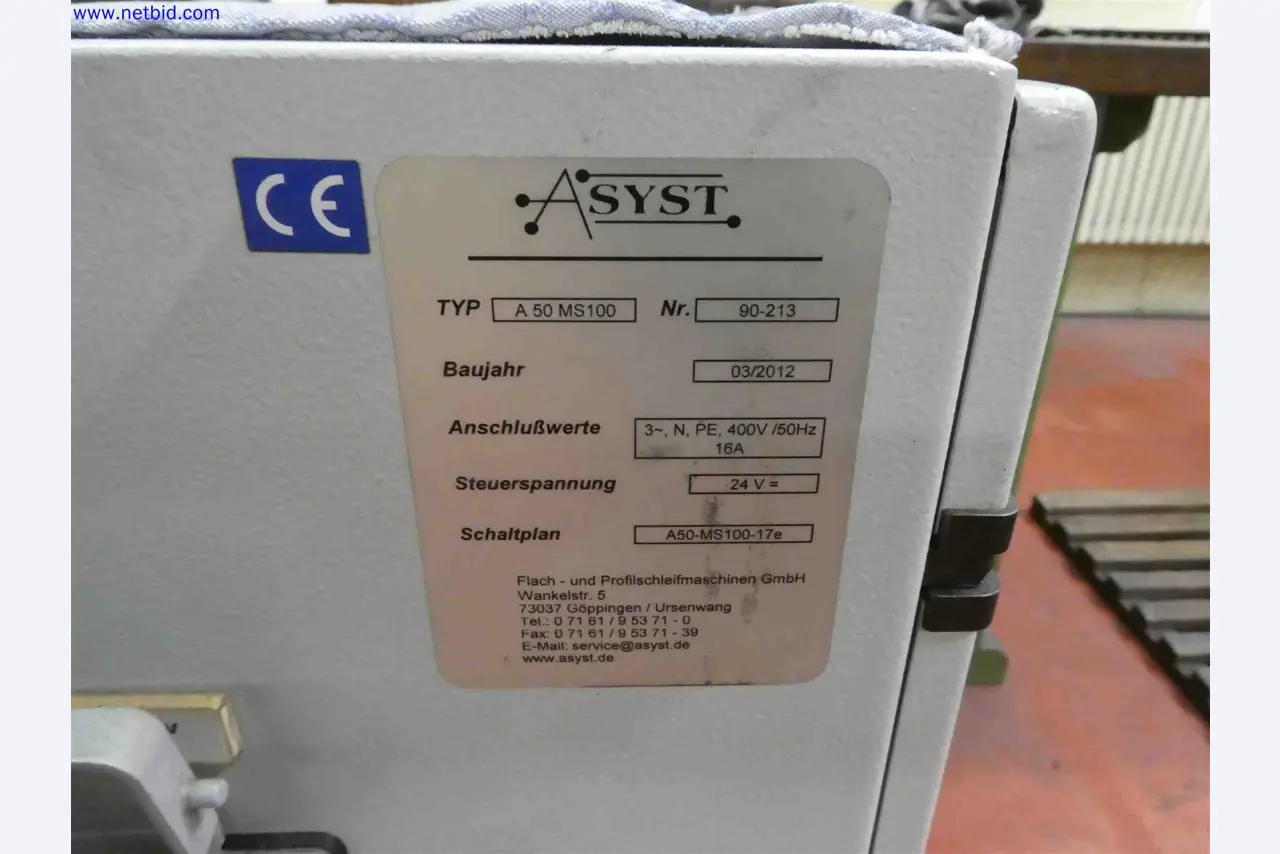 www.netbid.com
CE
ASYST
TYP A 50 MS100 Nr. 90-213
Baujahr 03/2012
Anschlußwerte 3~, N, PE, 400V /50Hz
16A
Steuerspannung 24 V =
Schaltplan A50-MS100-17e
Flach - und Profilschleifmaschinen GmbH
Wankelstr. 5
73037 Göppingen / Ursenwang
Tel.: 0 71 61 / 9 53 71 - 0
Fax: 0 71 61 / 9 53 71 - 39
E-Mail: service@asyst.de
www.asyst.de